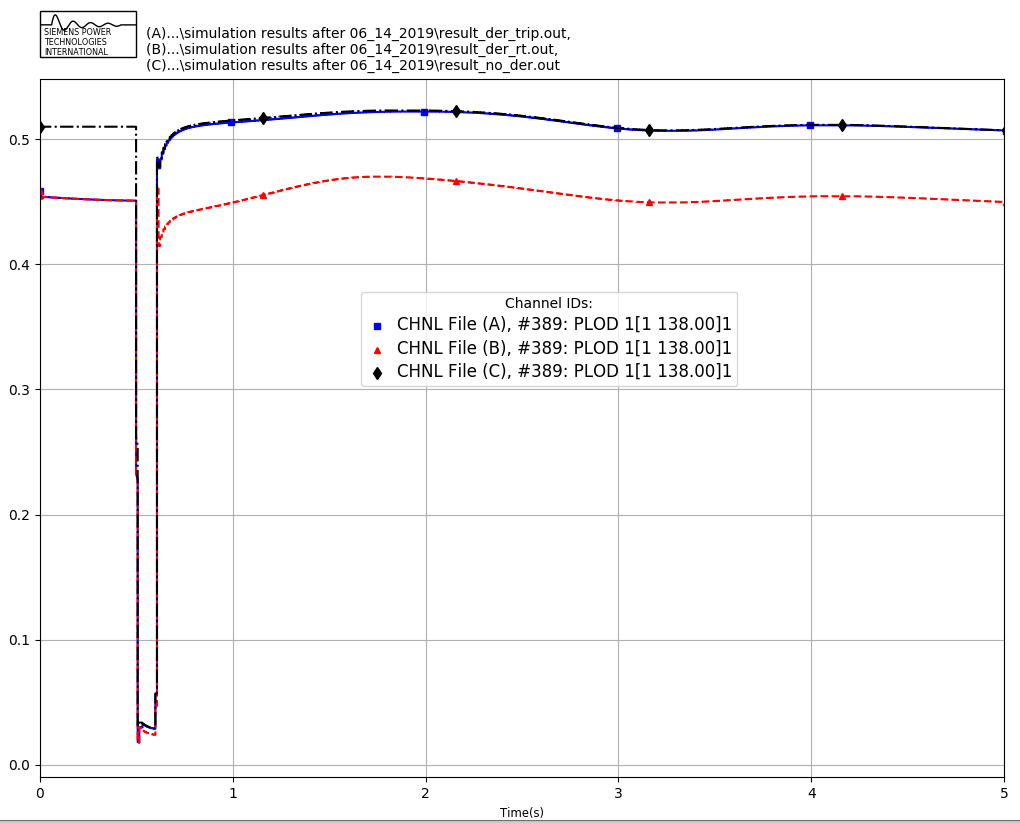 SIEMENS POWER
TECHNOLOGIES
INTERNATIONAL
(A)...\simulation results after 06_14_2019\result_der_trip.out,
(B)...\simulation results after 06_14_2019\result_der_rt.out,
(C)...\simulation results after 06_14_2019\result_no_der.out
0.5
0.4
0.3
0.2
0.1
0.0
Channel IDs:
CHNL File (A), #389: PLOD 1[1 138.00]1
CHNL File (B), #389: PLOD 1[1 138.00]1
CHNL File (C), #389: PLOD 1[1 138.00]1
0 1 2 3 4 5
Time(s)